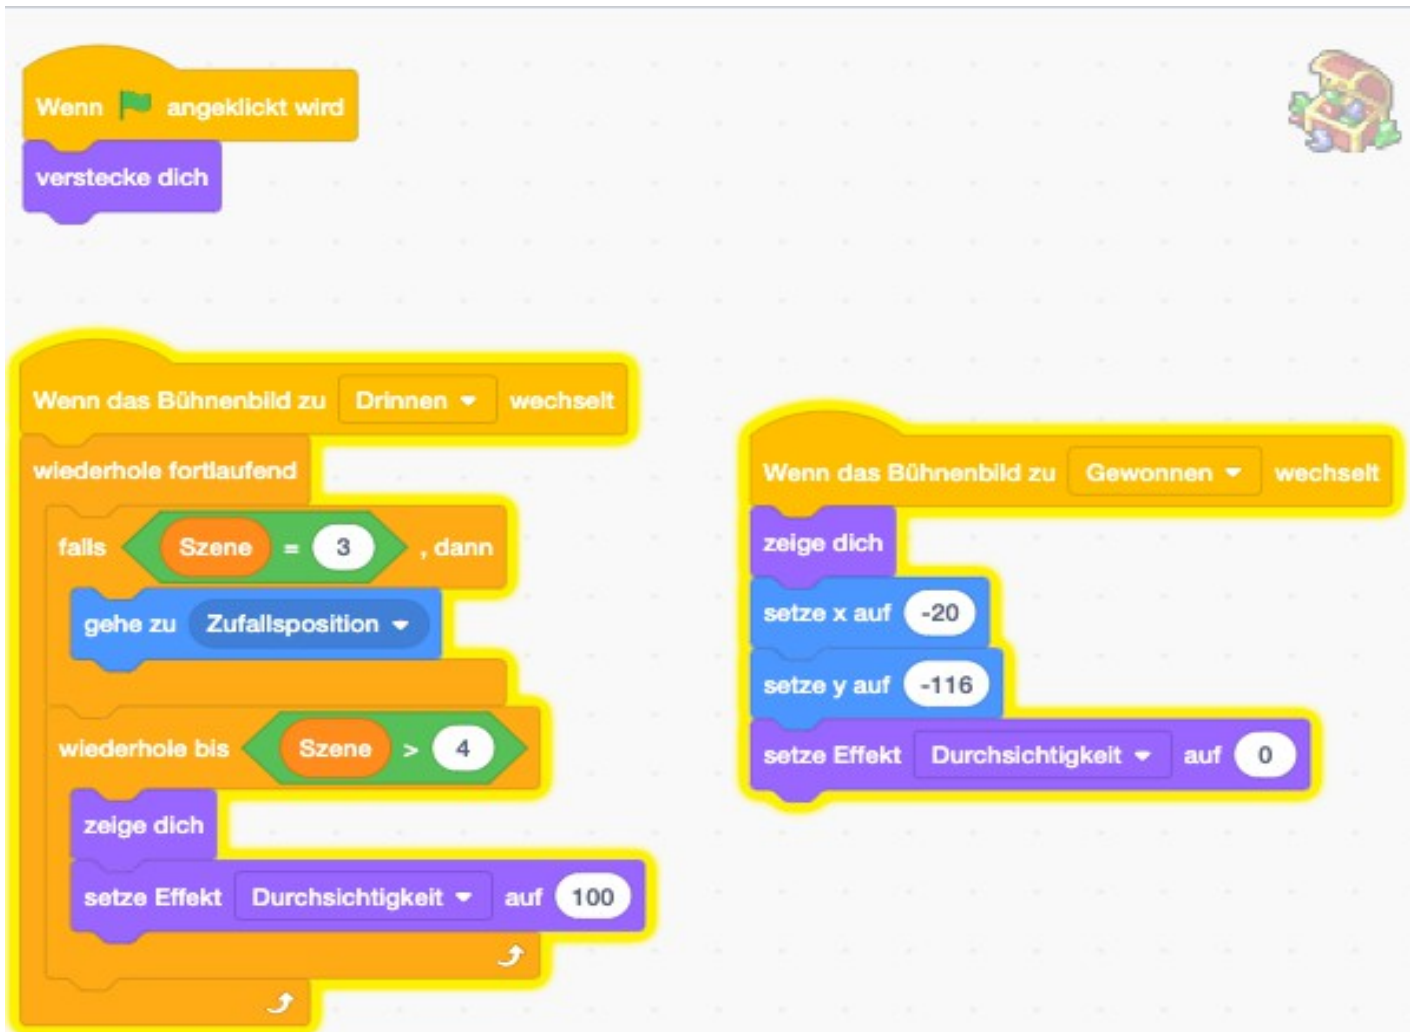 Wenn angeklickt wird
verstecke dich
Wenn das Bühnenbild zu Drinnen wechselt
wiederhole fortlaufend
falls Szene = 3 , dann
gehe zu Zufallsposition
wiederhole bis Szene > 4
zeige dich
setze Effekt Durchsichtigkeit auf 100
Wenn das Bühnenbild zu Gewonnen wechselt
zeige dich
setze x auf -20
setze y auf -116
setze Effekt Durchsichtigkeit auf 0